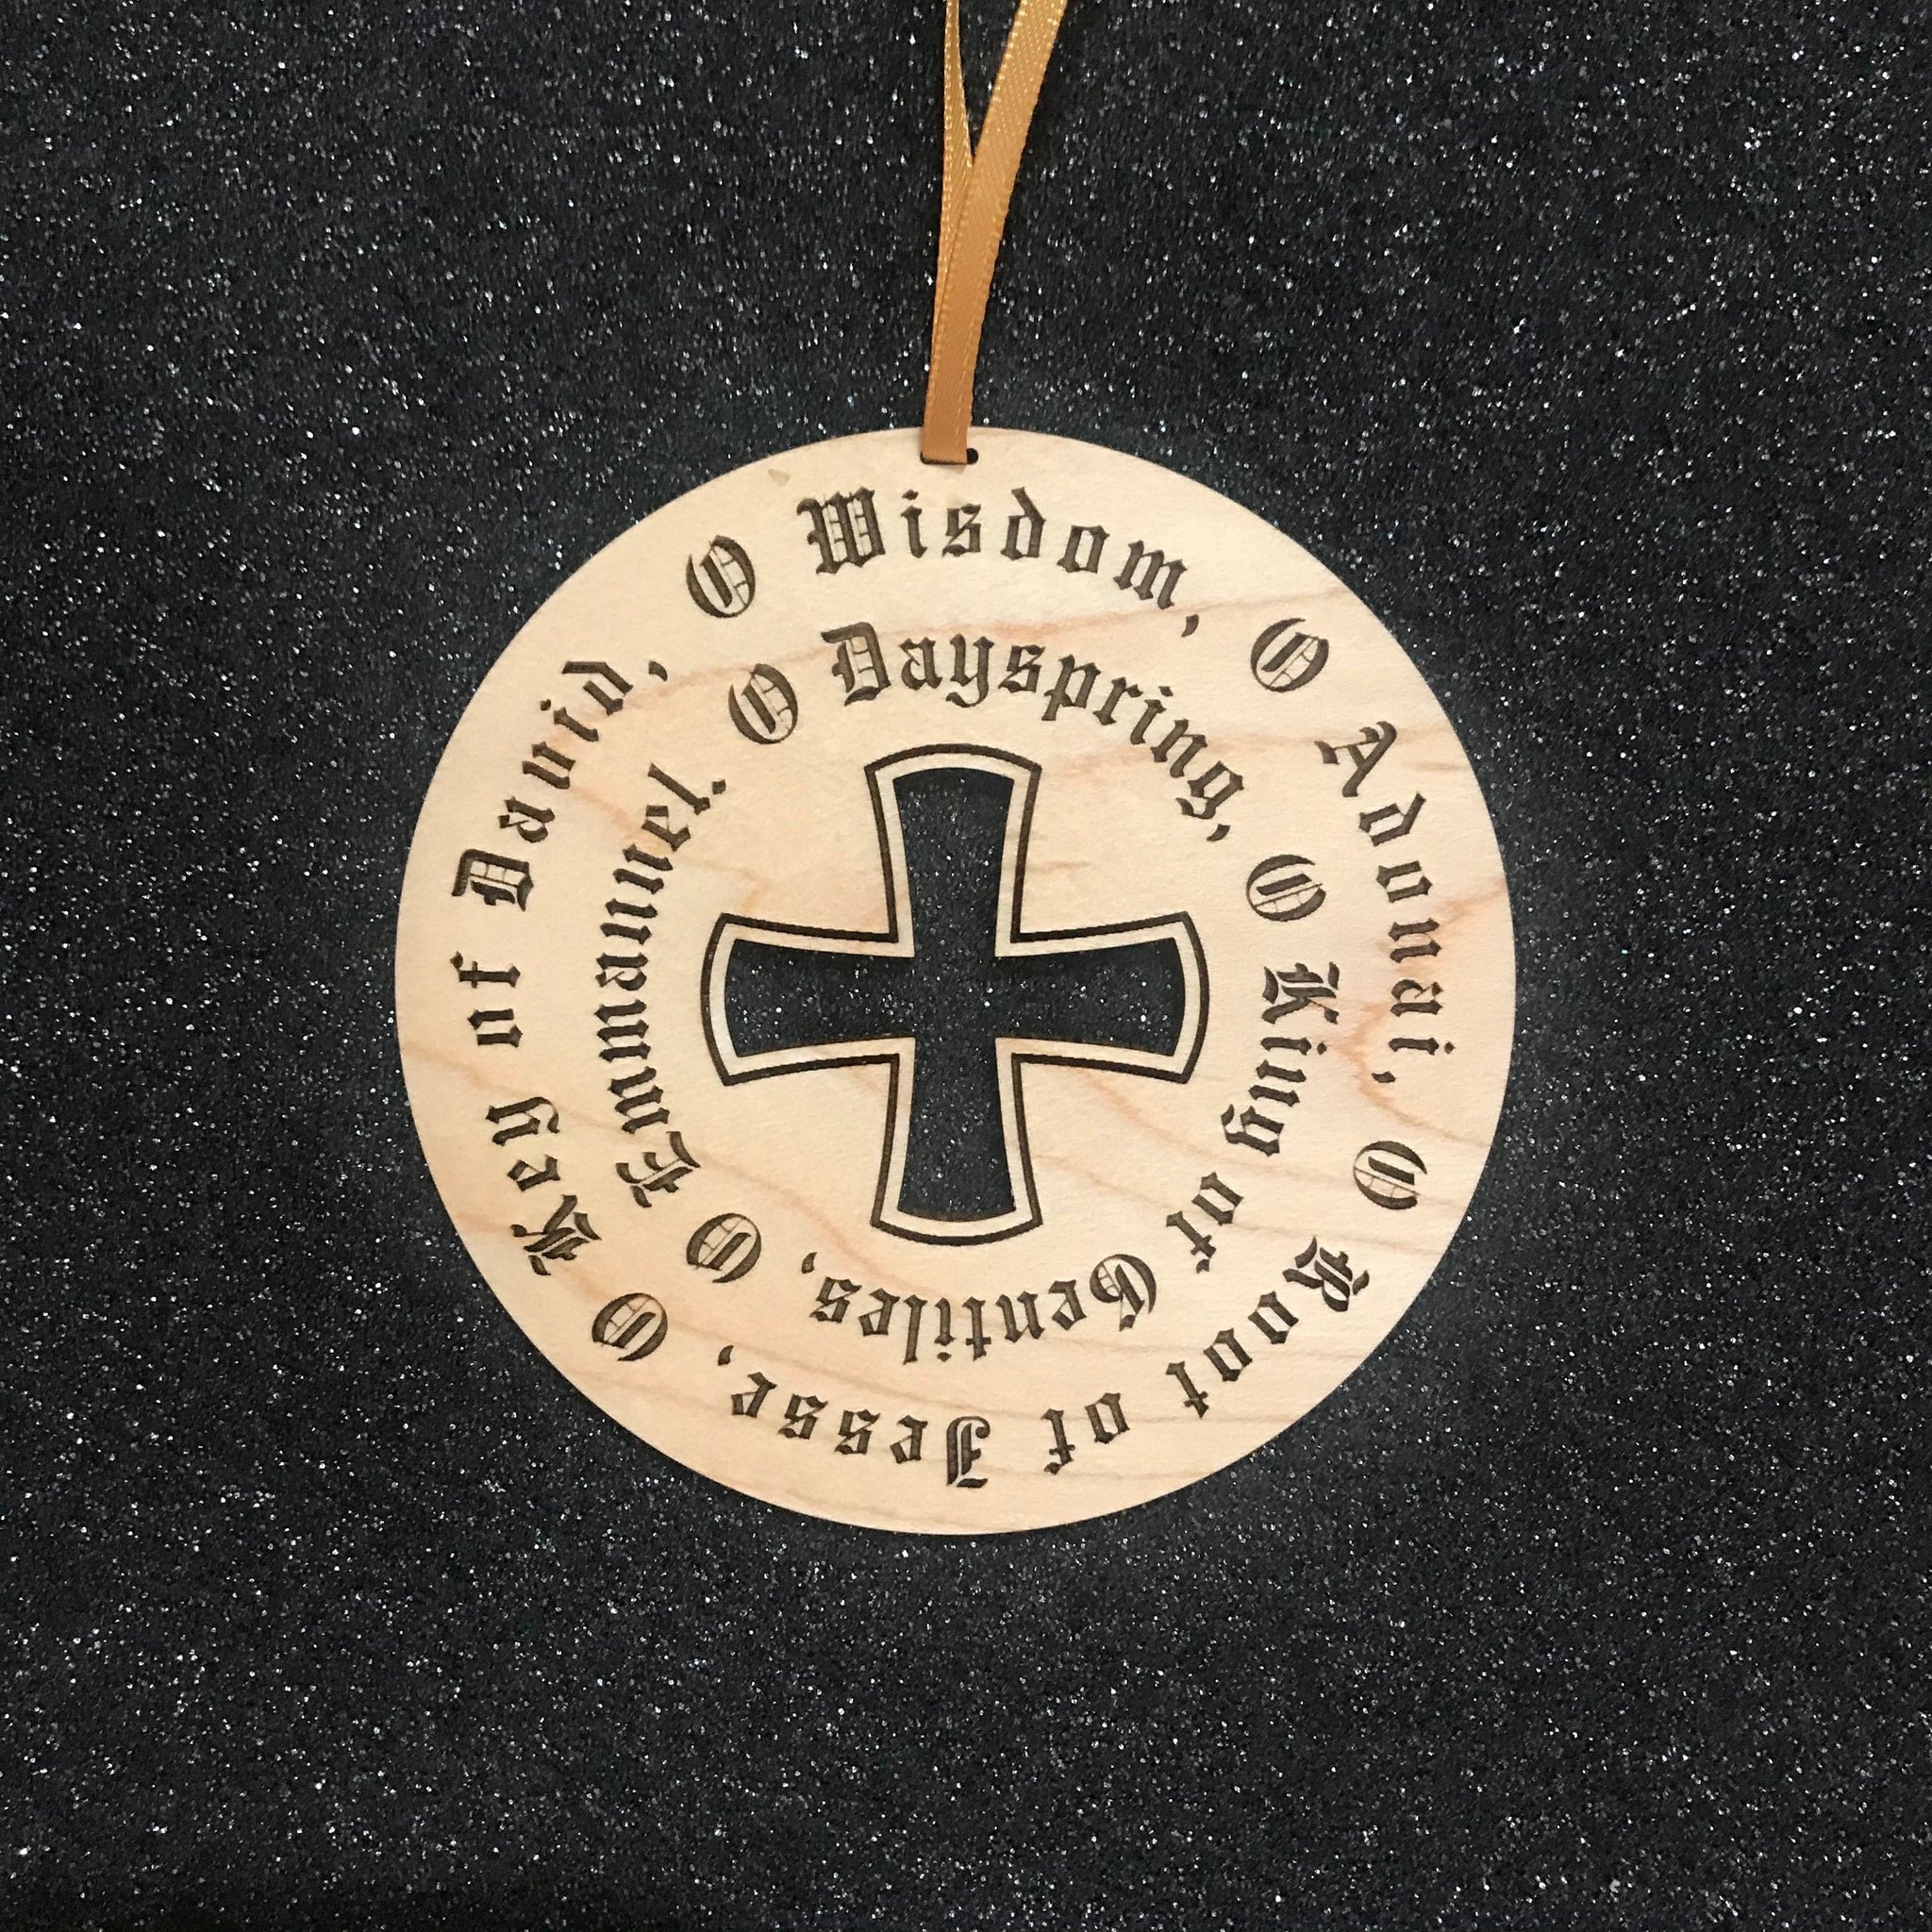 O Wisdom, O Adonai, O Root of Jesse, O Key of David,
O Dayspring, O King of Gentiles, O Emmanuel.